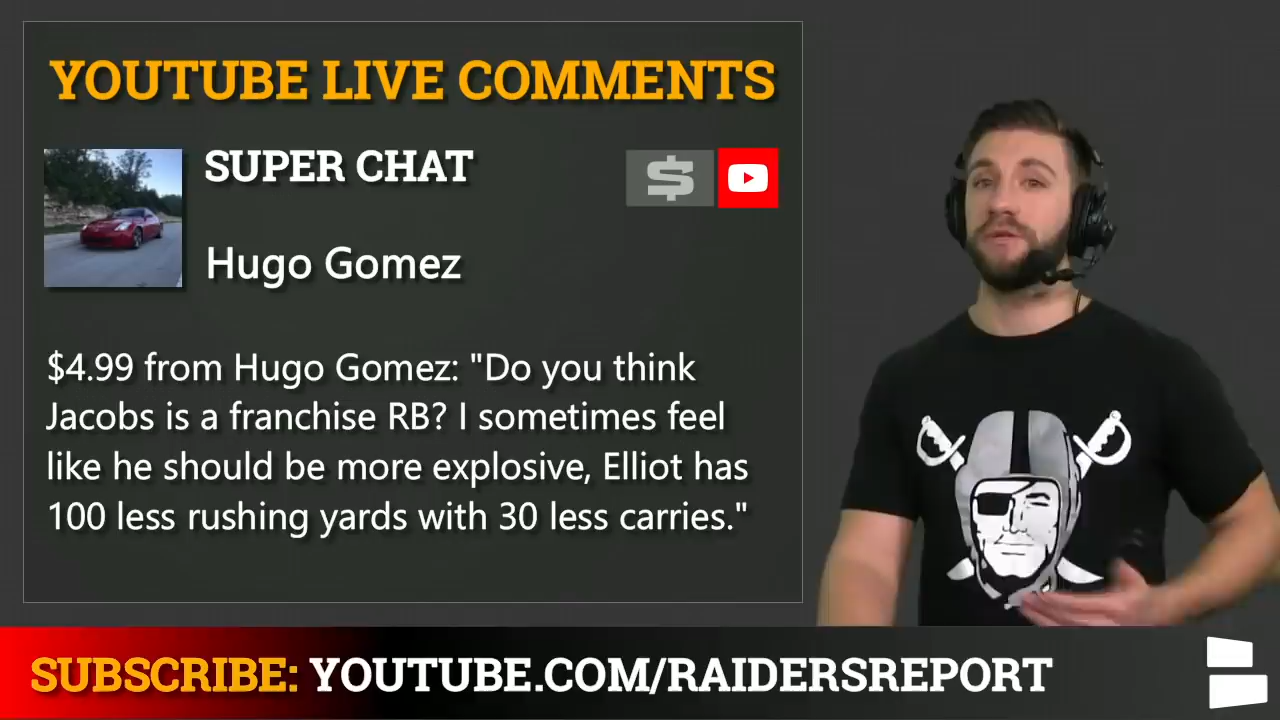 YOUTUBE LIVE COMMENTS
SUPER CHAT
Hugo Gomez
$4.99 from Hugo Gomez: "Do you think
Jacobs is a franchise RB? I sometimes feel
like he should be more explosive, Elliot has
100 less rushing yards with 30 less carries."
SUBSCRIBE: YOUTUBE.COM/RAIDERSREPORT